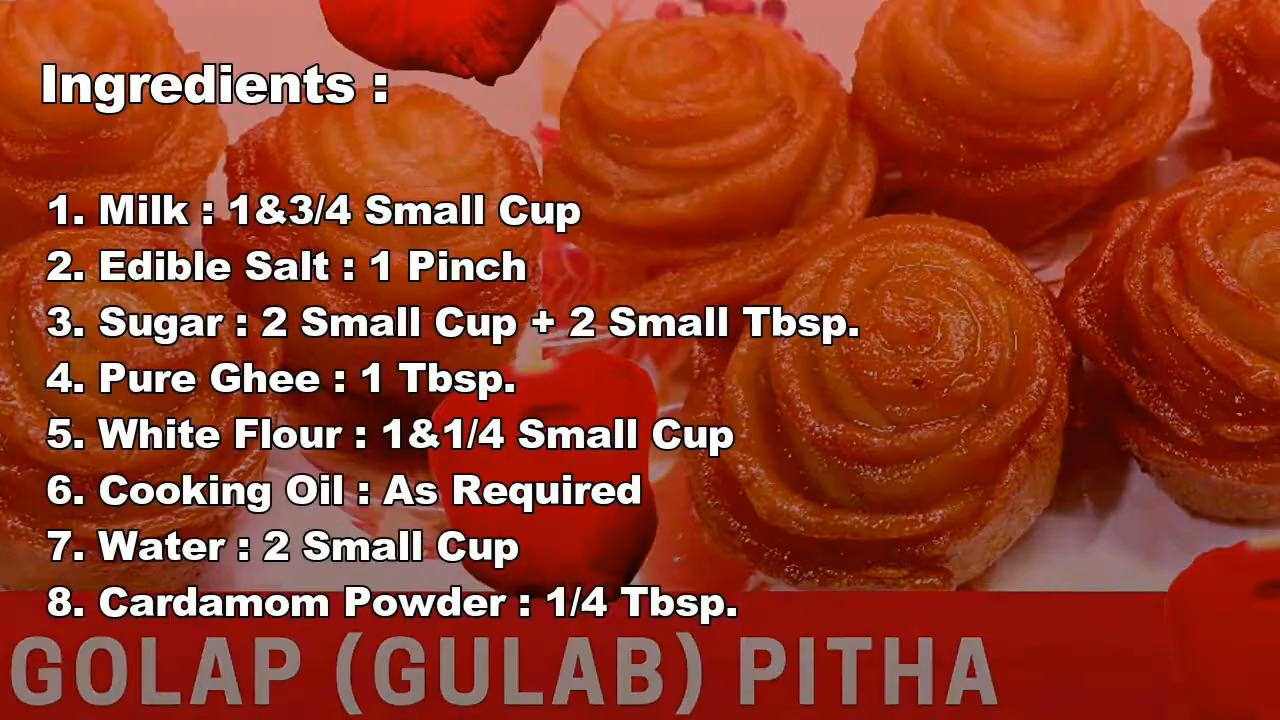 Ingredients :
1. Milk : 1&3/4 Small Cup
2. Edible Salt : 1 Pinch
3. Sugar : 2 Small Cup + 2 Small Tbsp.
4. Pure Ghee : 1 Tbsp.
5. White Flour : 1&1/4 Small Cup
6. Cooking Oil : As Required
7. Water : 2 Small Cup
8. Cardamom Powder : 1/4 Tbsp.
GOLAP (GULAB) PITHA